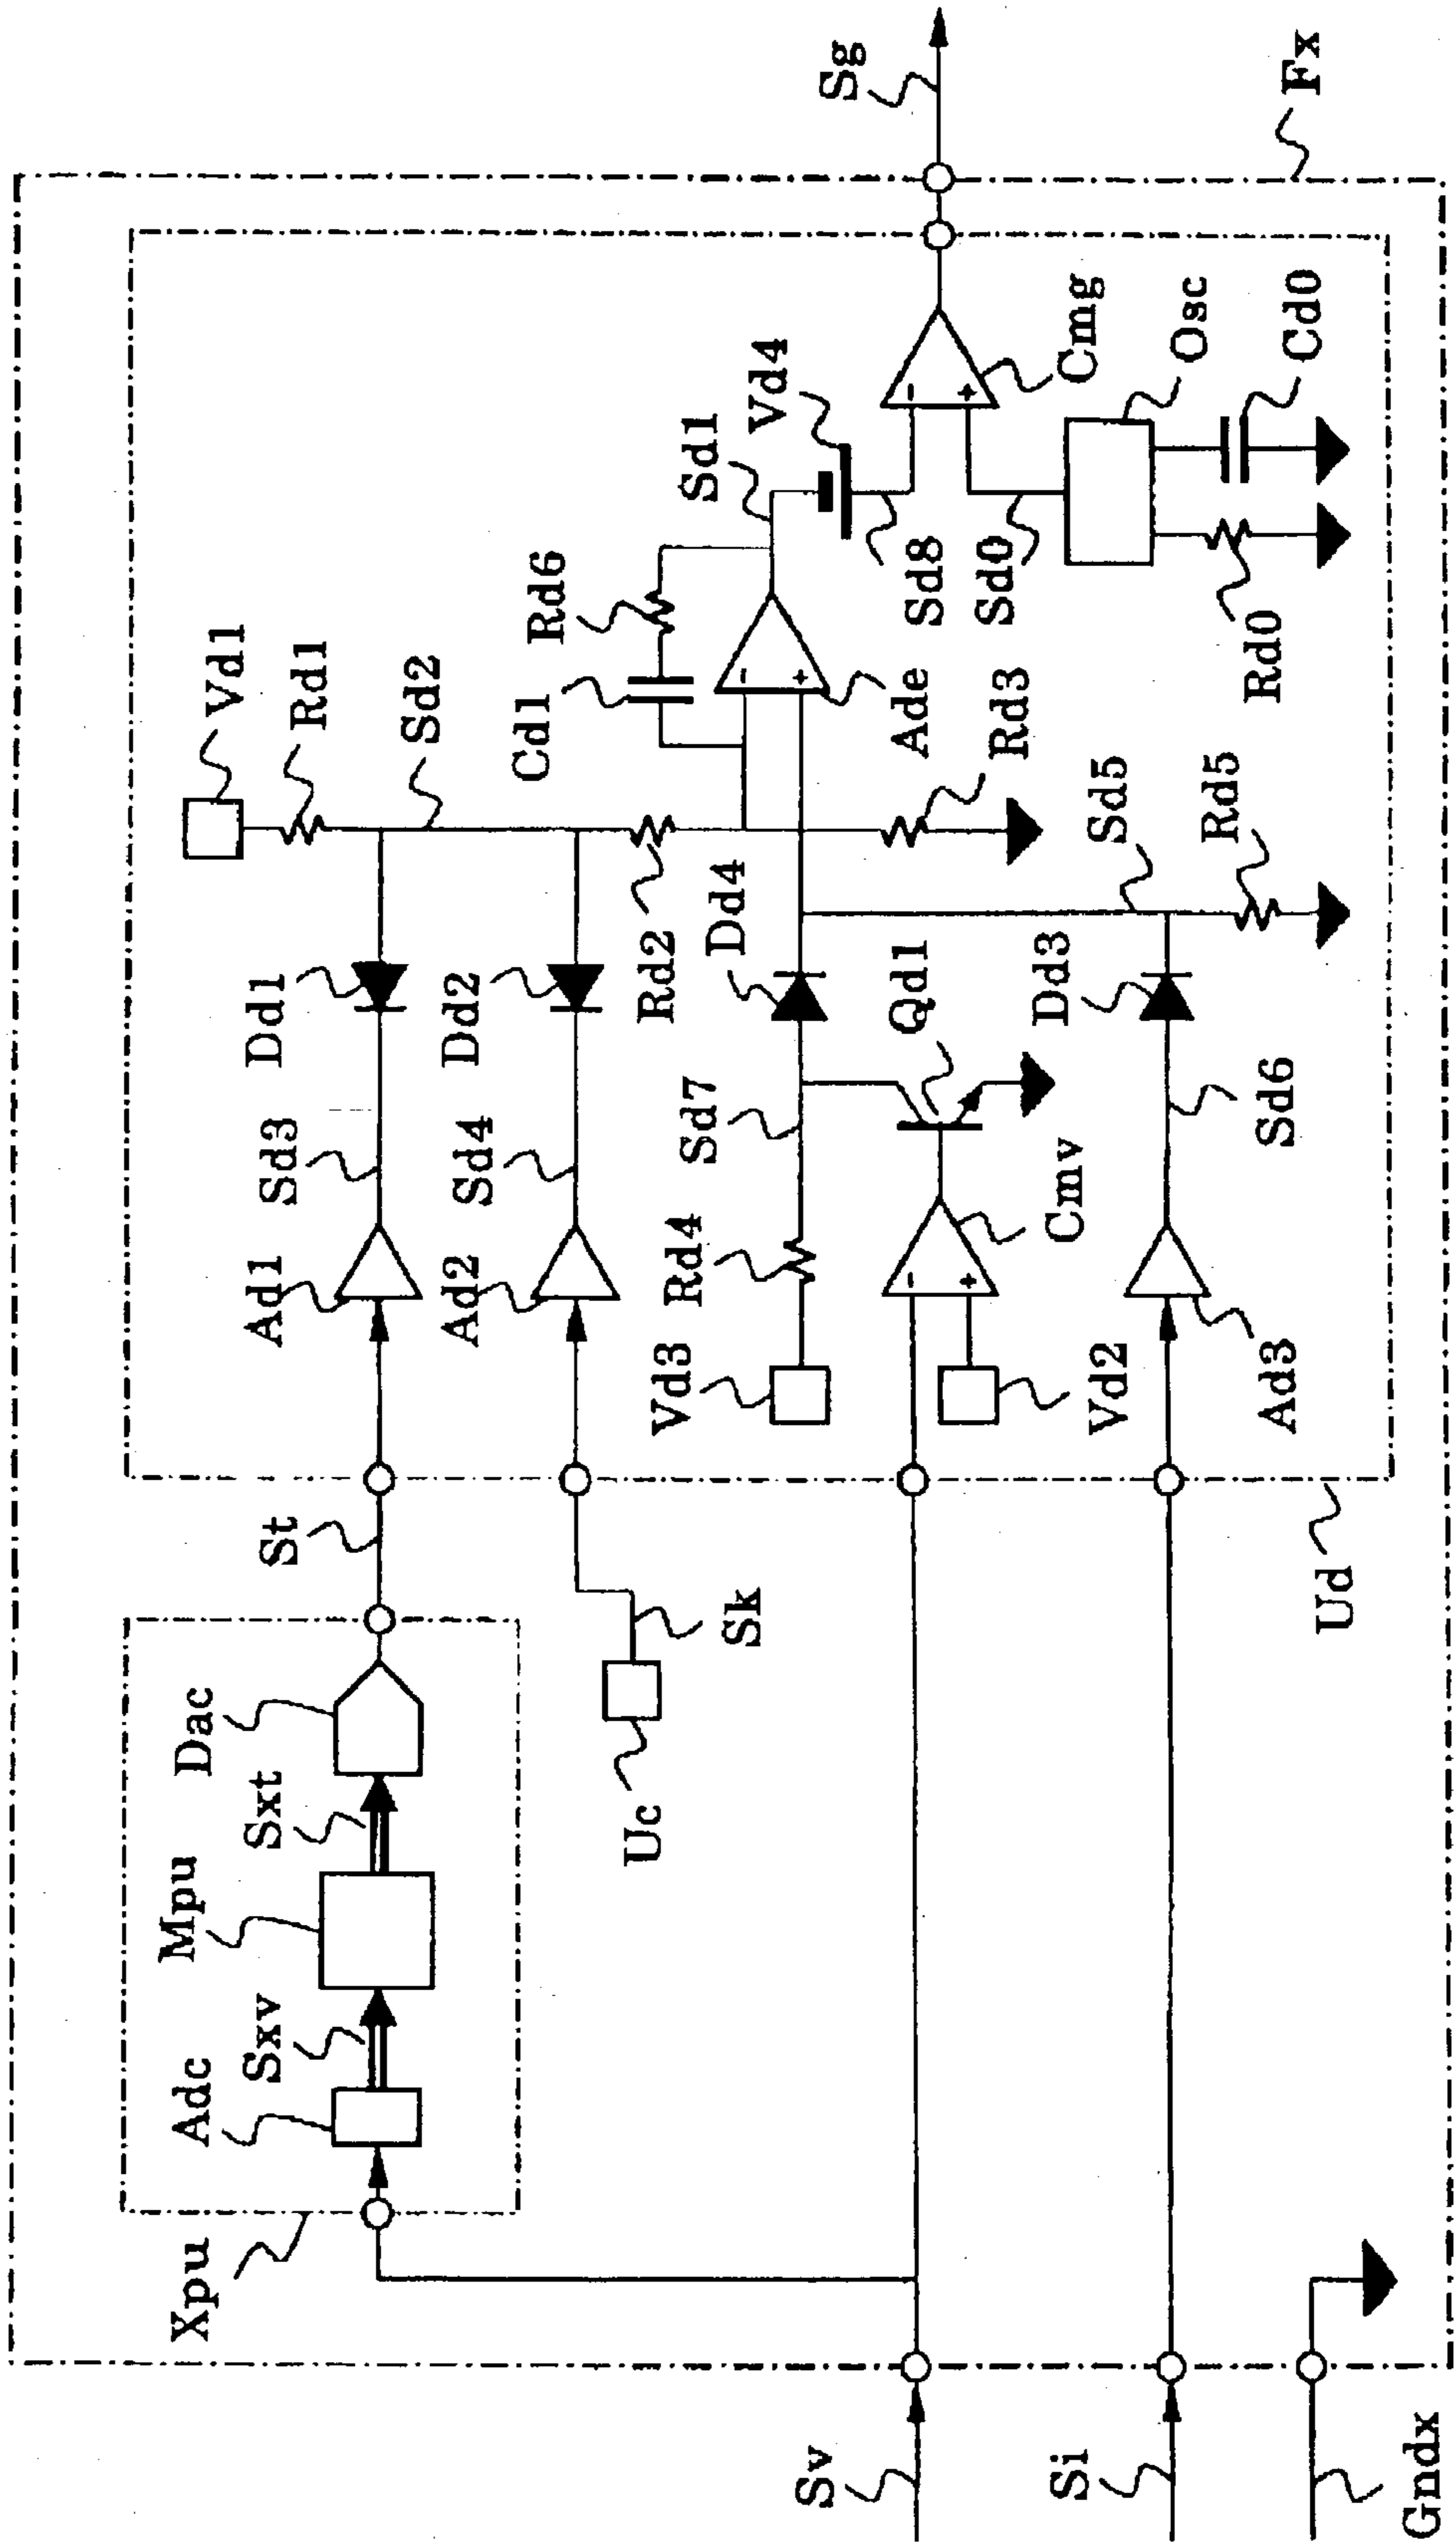 Xpu
Adc
Sxv
Mpu
Sxt
Dac
St
Ad1
Sd3
Dd1
Vd1
Rd1
Sd2
Uc
Sk
Ad2
Sd4
Dd2
Rd2
Cd1
Rd6
Sd1
Vd4
Sg
Vd3
Rd4
Sd7
Dd4
Ade
Sd8
Cmg
Vd2
Cmv
Qd1
Rd3
Sd0
Osc
Sv
Ad3
Sd6
Dd3
Sd5
Rd5
Rd0
Cd0
Si
Ud
Fx
Gndx
-
+
-
+
-
+